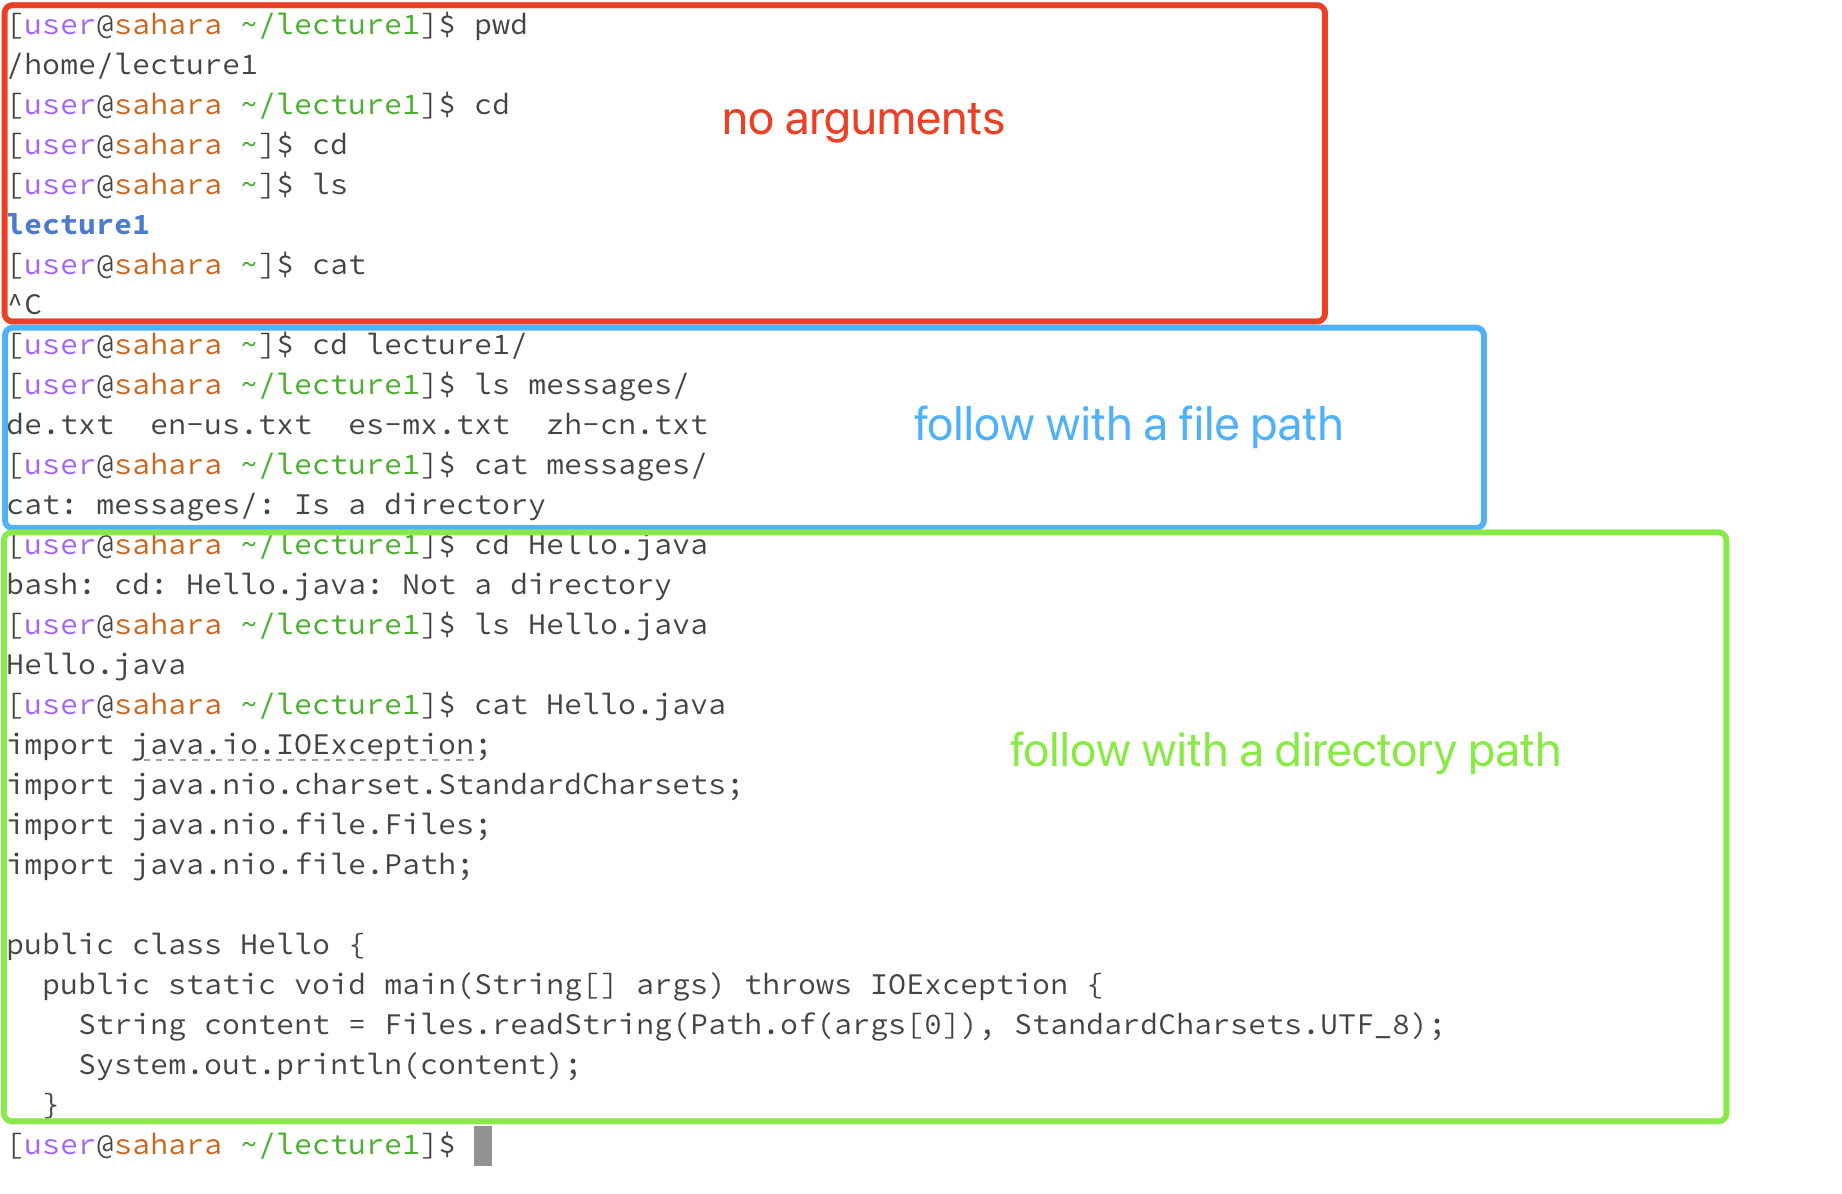 [user@sahara ~/lecture1]$ pwd
/home/lecture1
[user@sahara ~/lecture1]$ cd
no arguments
[user@sahara ~]$ cd
[user@sahara ~]$ ls
lecture1
[user@sahara ~]$ cat
^C
[user@sahara ~]$ cd lecture1/
[user@sahara ~/lecture1]$ ls messages/
de.txt  en-us.txt  es-mx.txt  zh-cn.txt
follow with a file path
[user@sahara ~/lecture1]$ cat messages/
cat: messages/: Is a directory
[user@sahara ~/lecture1]$ cd Hello.java
bash: cd: Hello.java: Not a directory
[user@sahara ~/lecture1]$ ls Hello.java
Hello.java
[user@sahara ~/lecture1]$ cat Hello.java
import java.io.IOException;
follow with a directory path
import java.nio.charset.StandardCharsets;
import java.nio.file.Files;
import java.nio.file.Path;
public class Hello {
  public static void main(String[] args) throws IOException {
    String content = Files.readString(Path.of(args[0]), StandardCharsets.UTF_8);
    System.out.println(content);
  }
[user@sahara ~/lecture1]$